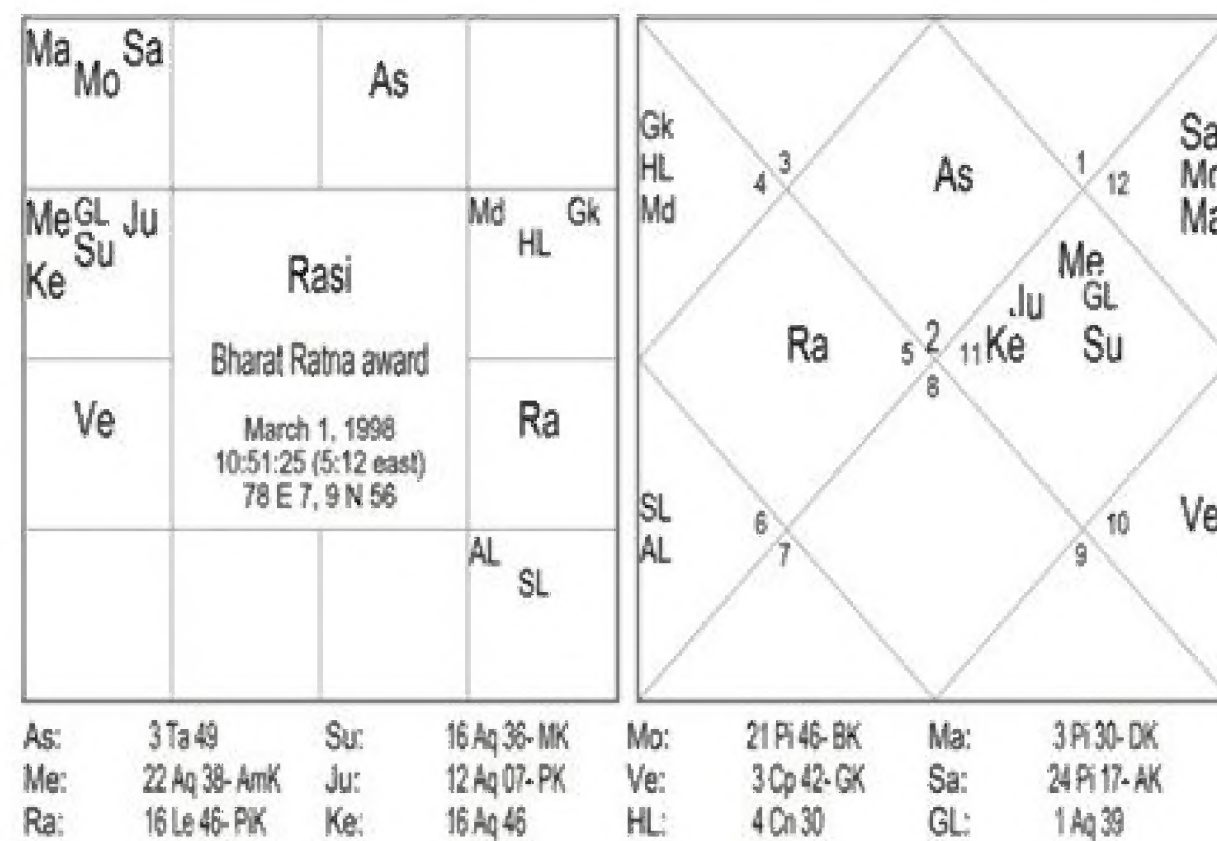 Ma Mo Sa
As
Me GL Ju
Su
Ke
Md Gk
HL
Rasi
Bharat Ratna award
March 1, 1998
10:51:25 (5:12 east)
78 E 7, 9 N 56
Ve
Ra
AL
SL
Gk
HL
Md
4 3
As
1 12
Sa
Mo
Ma
Me
Ju GL
Ke Su
Ra
5 2 11
8
SL
AL
6
7
10
9
Ve
As: 3 Ta 49 Su: 16 Aq 36- MK Mo: 21 Pi 46- BK Ma: 3 Pi 30- DK
Me: 22 Aq 38- AmK Ju: 12 Aq 07- PK Ve: 3 Cp 42- GK Sa: 24 Pi 17- AK
Ra: 16 Le 46- PiK Ke: 16 Aq 46 HL: 4 Cn 30 GL: 1 Aq 39